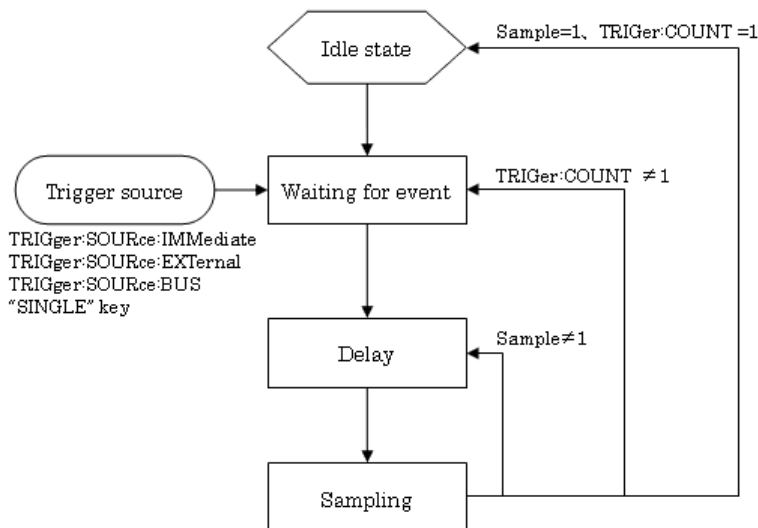 Idle state
Sample=1、TRIGer:COUNT =1
Trigger source
Waiting for event
TRIGer:COUNT ≠1
TRIGger:SOURce:IMMediate
TRIGger:SOURce:EXTernal
TRIGger:SOURce:BUS
“SINGLE” key
Delay
Sample≠1
Sampling